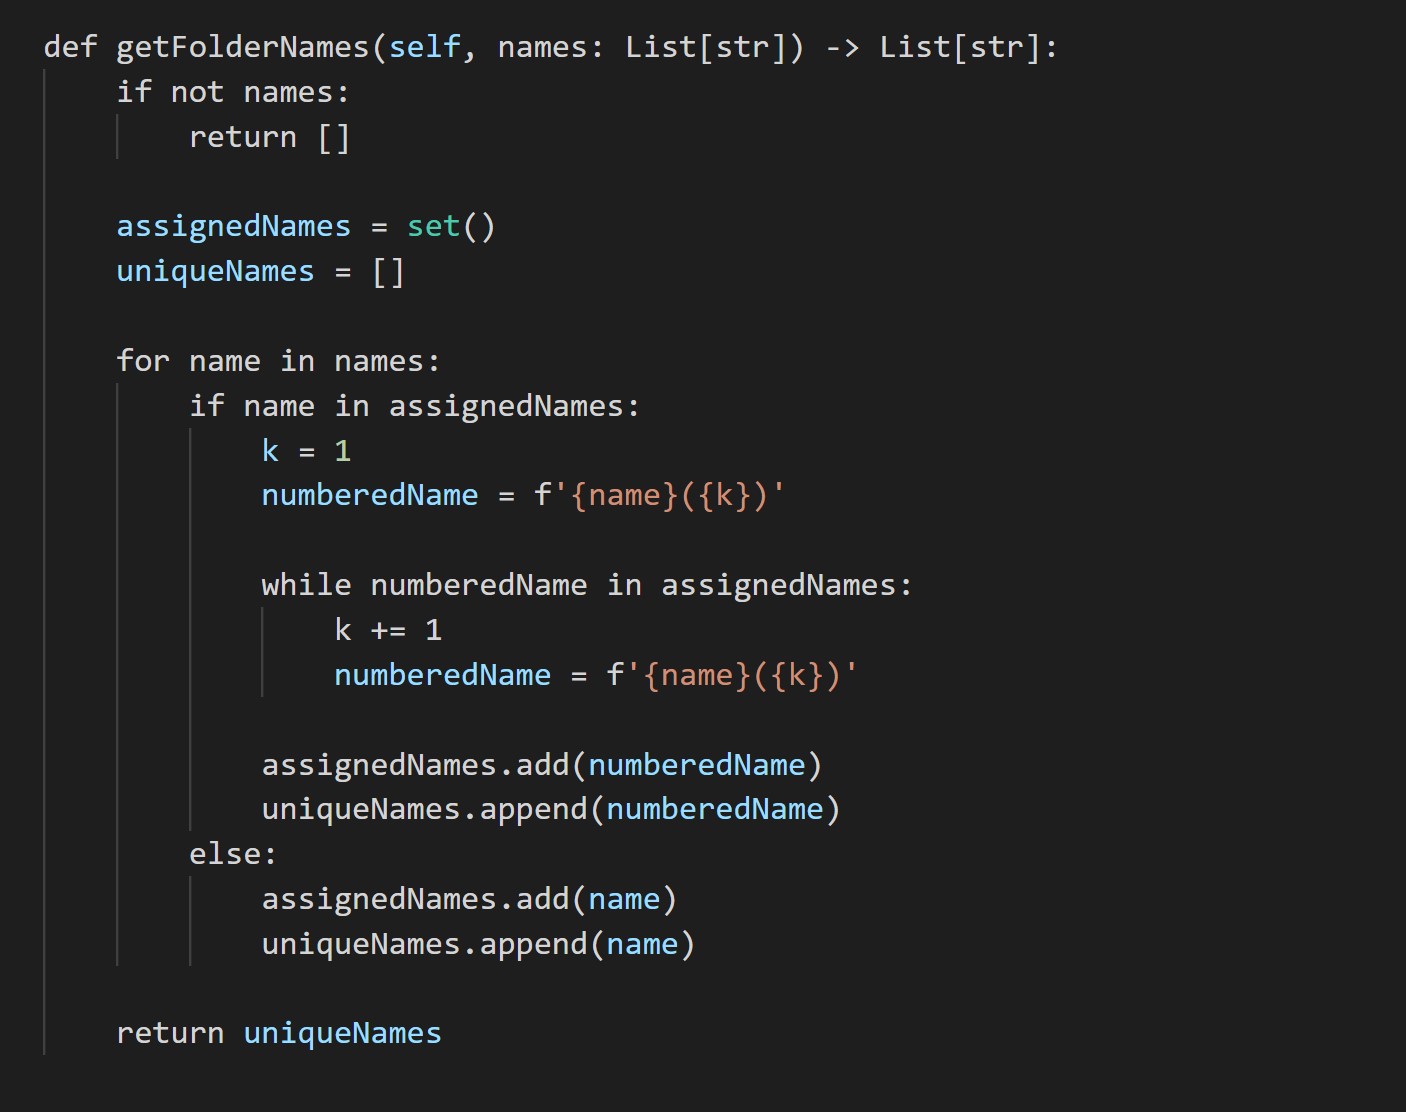 def getFolderNames(self, names: List[str]) -> List[str]:
    if not names:
        return []

    assignedNames = set()
    uniqueNames = []

    for name in names:
        if name in assignedNames:
            k = 1
            numberedName = f'{name}({k})'

            while numberedName in assignedNames:
                k += 1
                numberedName = f'{name}({k})'

            assignedNames.add(numberedName)
            uniqueNames.append(numberedName)
        else:
            assignedNames.add(name)
            uniqueNames.append(name)

    return uniqueNames